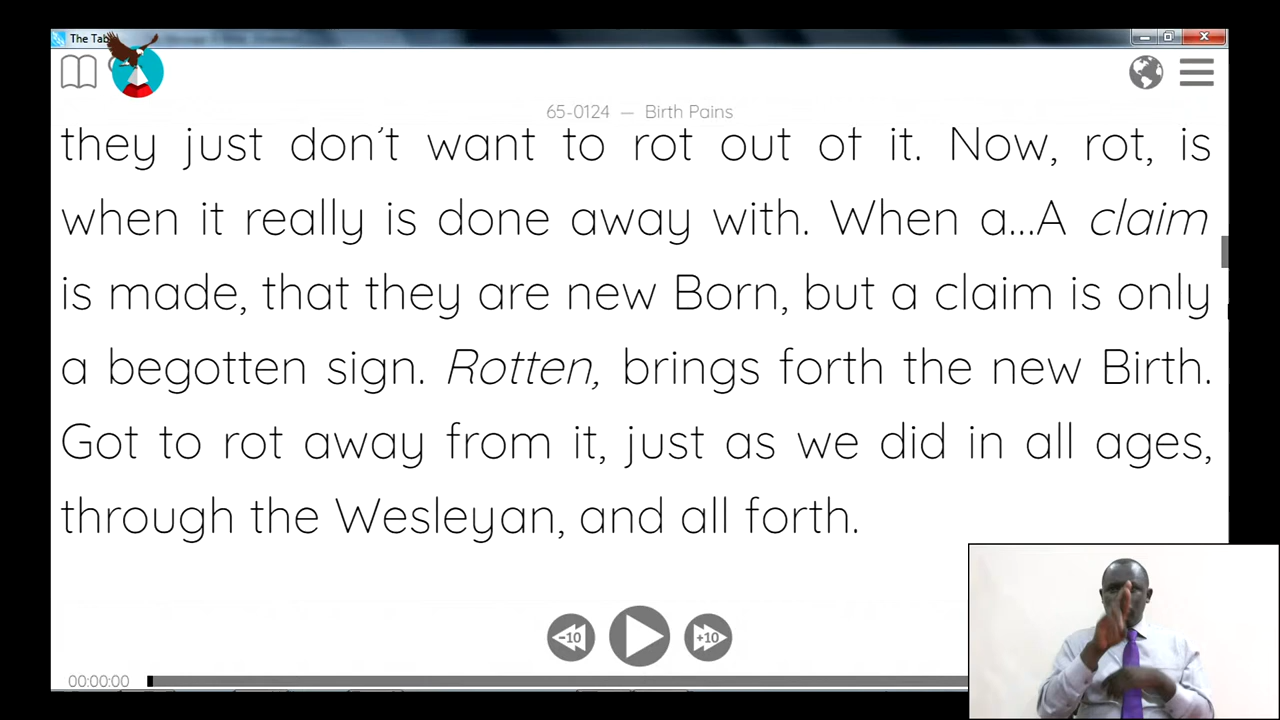 The Tab
65-0124 — Birth Pains
they just don't want to rot out of it. Now, rot, is
when it really is done away with. When a...A claim
is made, that they are new Born, but a claim is only
a begotten sign. Rotten, brings forth the new Birth.
Got to rot away from it, just as we did in all ages,
through the Wesleyan, and all forth.
-10
+10
00:00:00